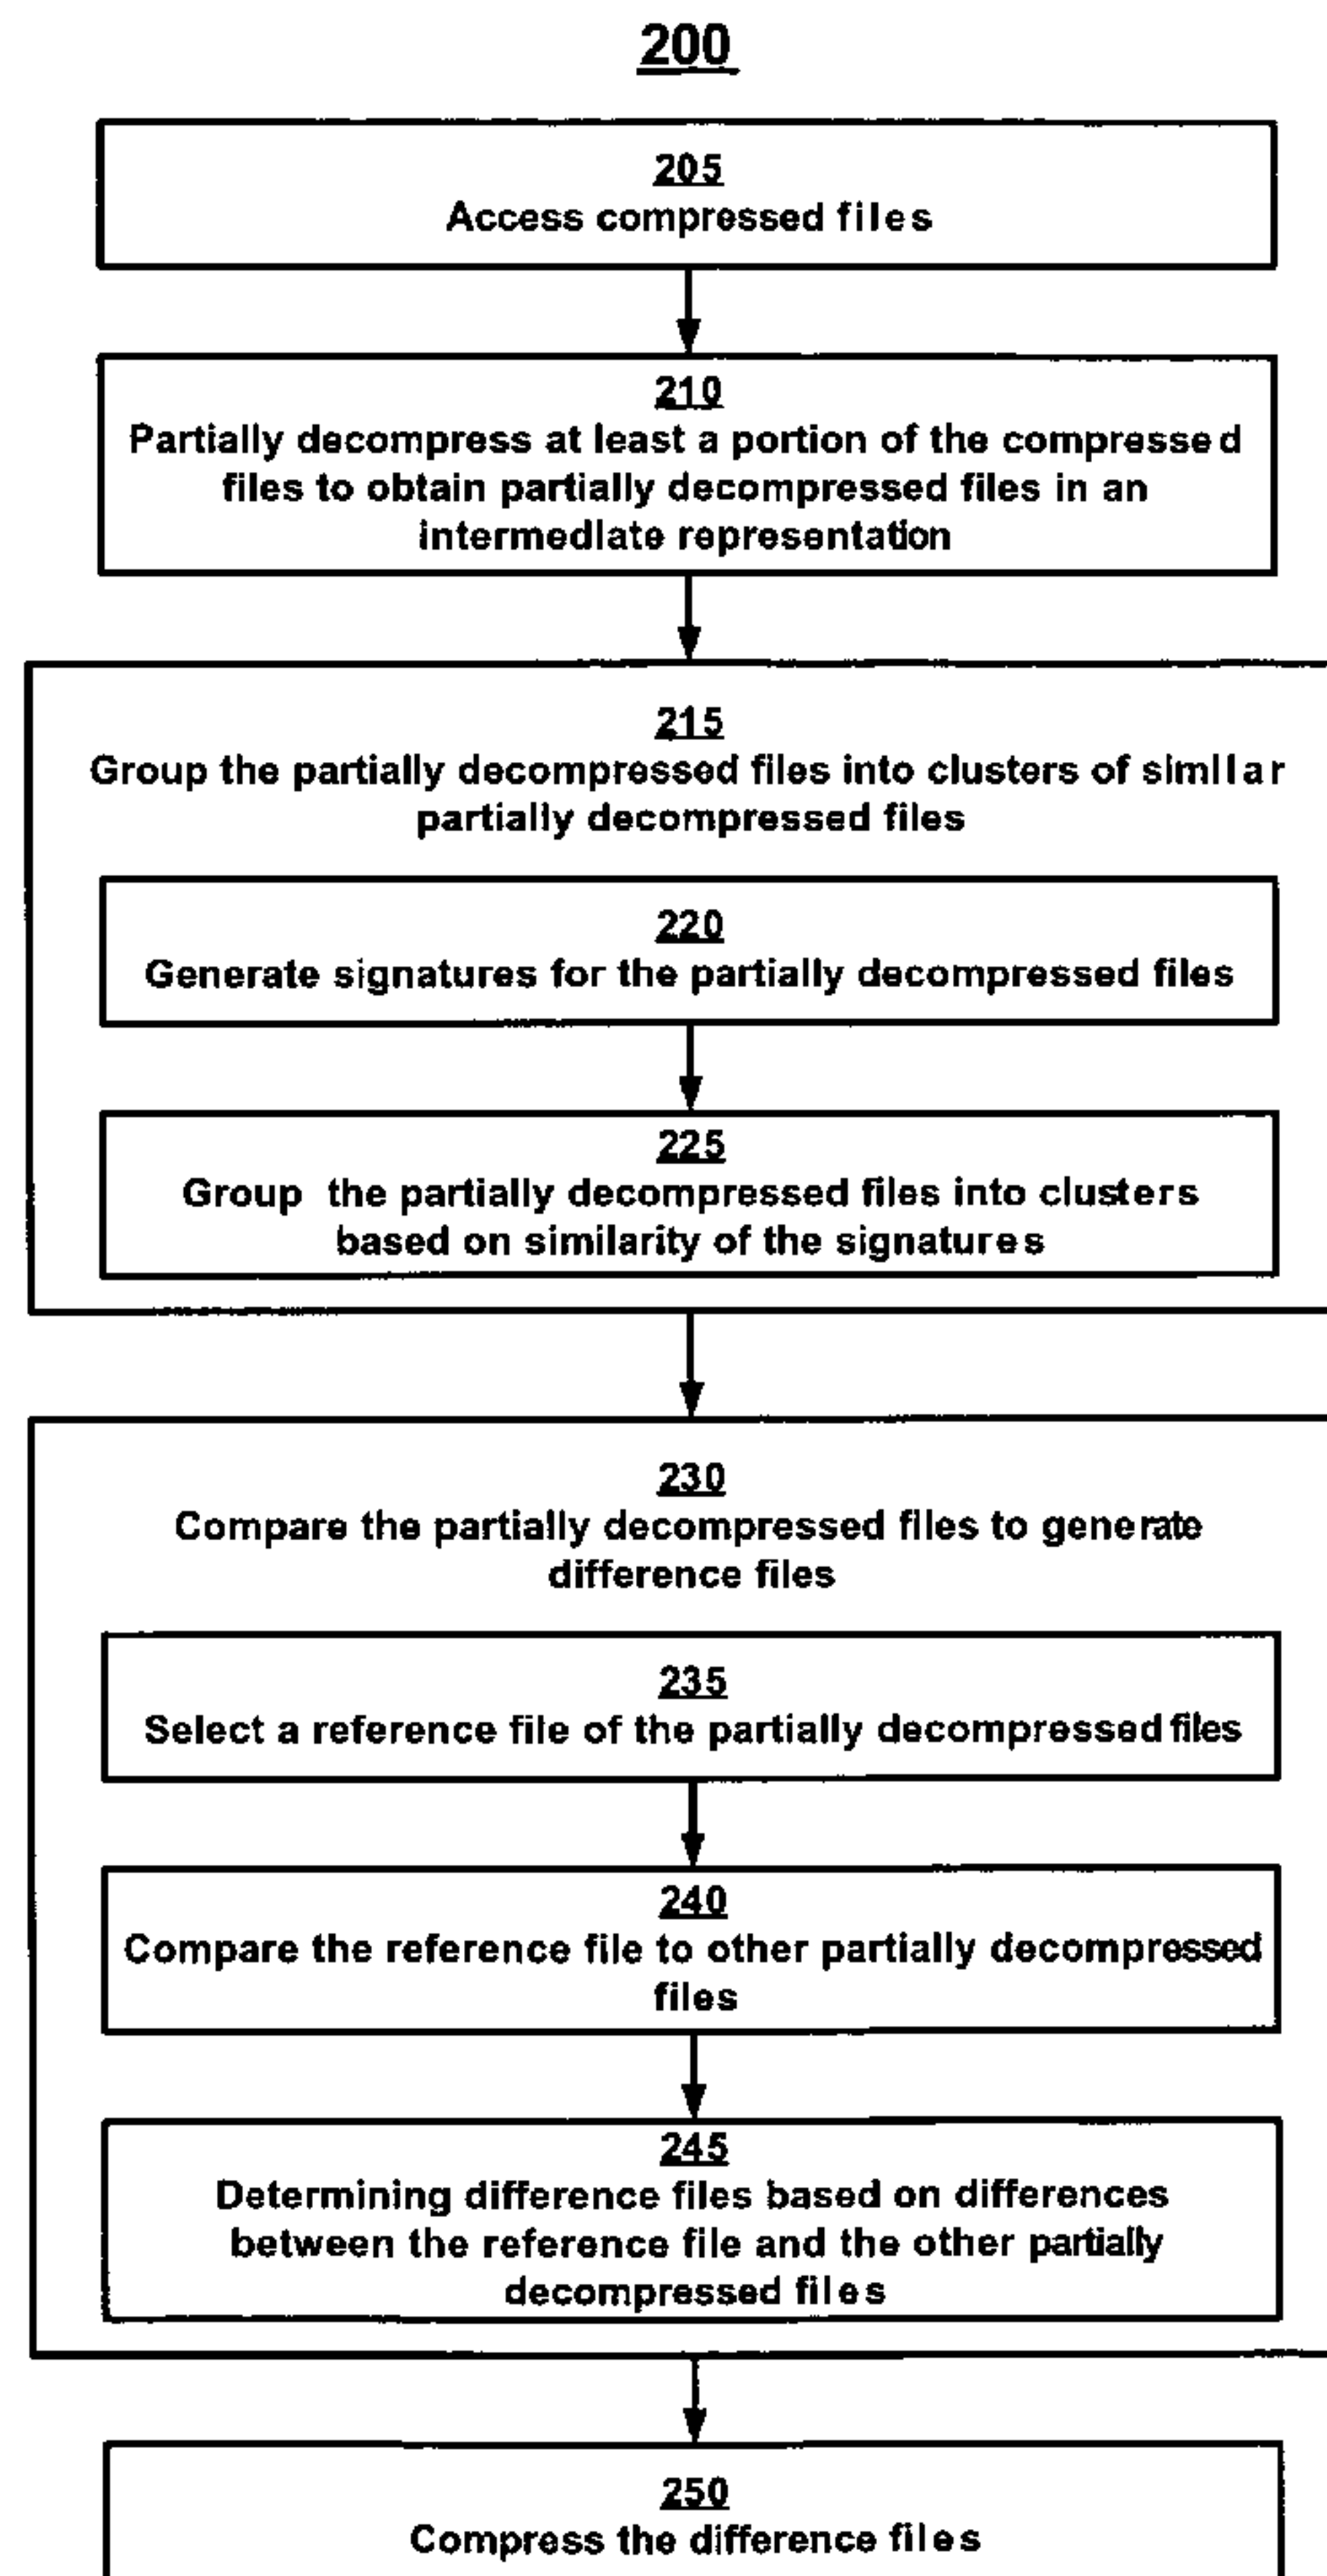 200
205
Access compressed files
210
Partially decompress at least a portion of the compressed
files to obtain partially decompressed files in an
intermediate representation
215
Group the partially decompressed files into clusters of similar
partially decompressed files
220
Generate signatures for the partially decompressed files
225
Group the partially decompressed files into clusters
based on similarity of the signatures
230
Compare the partially decompressed files to generate
difference files
235
Select a reference file of the partially decompressed files
240
Compare the reference file to other partially decompressed
files
245
Determining difference files based on differences
between the reference file and the other partially
decompressed files
250
Compress the difference files